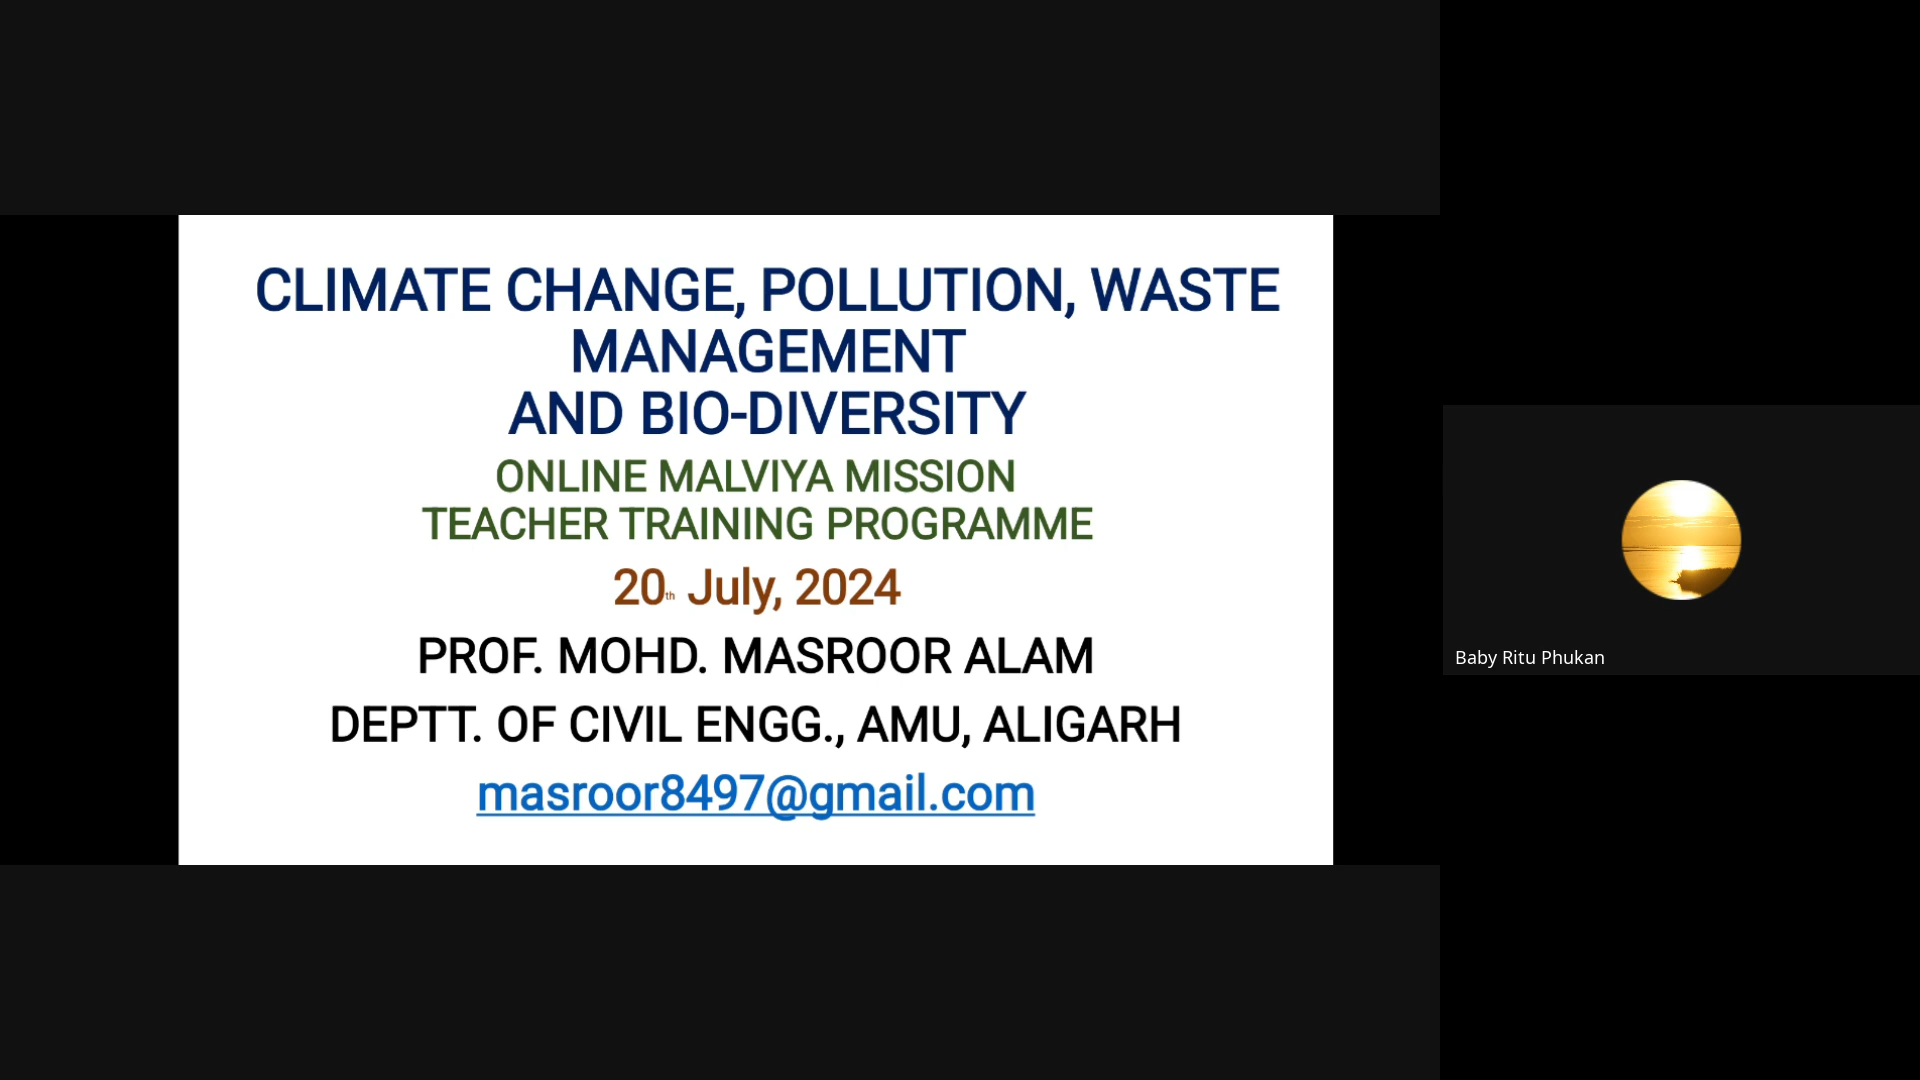 CLIMATE CHANGE, POLLUTION, WASTE
MANAGEMENT
AND BIO-DIVERSITY
ONLINE MALVIYA MISSION
TEACHER TRAINING PROGRAMME
20th July, 2024
PROF. MOHD. MASROOR ALAM
DEPTT. OF CIVIL ENGG., AMU, ALIGARH
masroor8497@gmail.com
Baby Ritu Phukan